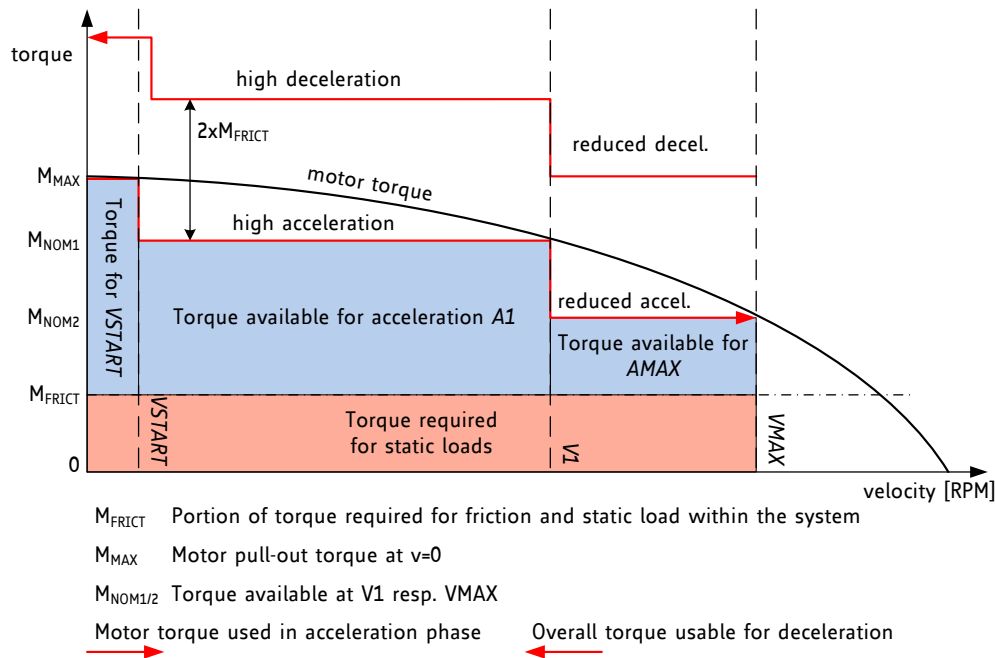 torque
high deceleration
2xMFRICT
reduced decel.
MMAX
motor torque
high acceleration
MNOM1
Torque for VSTART
reduced accel.
MNOM2
Torque available for acceleration A1
Torque available for
AMAX
MFRICT
VSTART
Torque required
for static loads
V1
VMAX
0
velocity [RPM]
MFRICT Portion of torque required for friction and static load within the system
MMAX Motor pull-out torque at v=0
MNOM1/2 Torque available at V1 resp. VMAX
Motor torque used in acceleration phase
Overall torque usable for deceleration